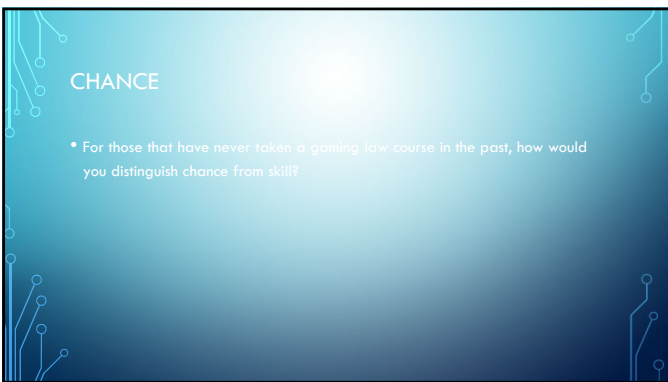 CHANCE
• For those that have never taken a gaming law course in the past, how would
you distinguish chance from skill?